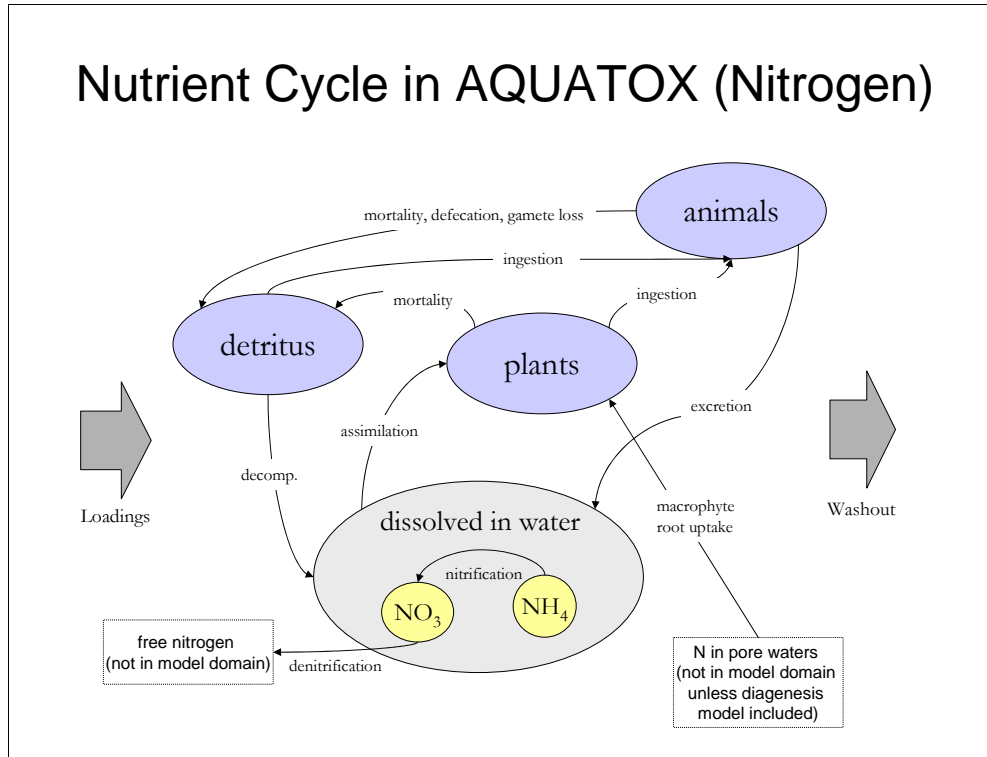 Nutrient Cycle in AQUATOX (Nitrogen)
animals
mortality, defecation, gamete loss
ingestion
mortality
ingestion
detritus
plants
excretion
assimilation
decomp.
Loadings
macrophyte
root uptake
Washout
dissolved in water
nitrification
NO₃
NH₄
free nitrogen
(not in model domain)
denitrification
N in pore waters
(not in model domain
unless diagenesis
model included)